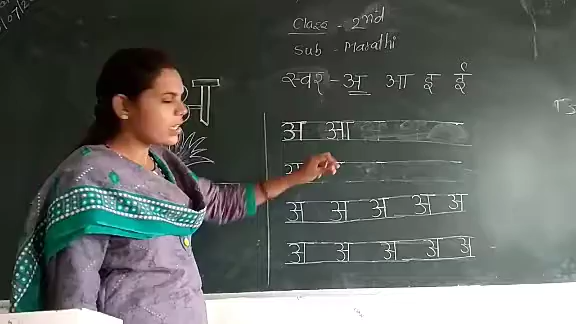 Class - 2nd
Sub - Marathi
स्वर - अ आ इ ई
अ आ
अ अ अ अ अ
अ अ अ अ अ